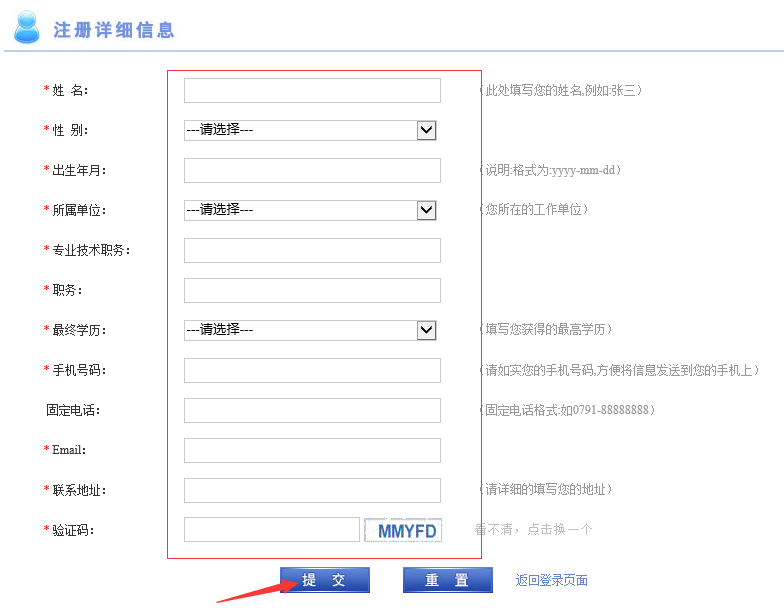 注册详细信息
*姓 名： （此处填写您的姓名,例如:张三）
*性 别： ---请选择---
*出生年月： （说明:格式为:yyyy-mm-dd）
*所属单位： ---请选择--- （您所在的工作单位）
*专业技术职务：
*职务：
*最终学历： ---请选择--- （填写您获得的最高学历）
*手机号码： （请如实您的手机号码,方便将信息发送到您的手机上）
固定电话： （固定电话格式:如0791-88888888）
*Email：
*联系地址： （请详细的填写您的地址）
*验证码： MMYFD 看不清，点击换一个
提 交 重 置 返回登录页面